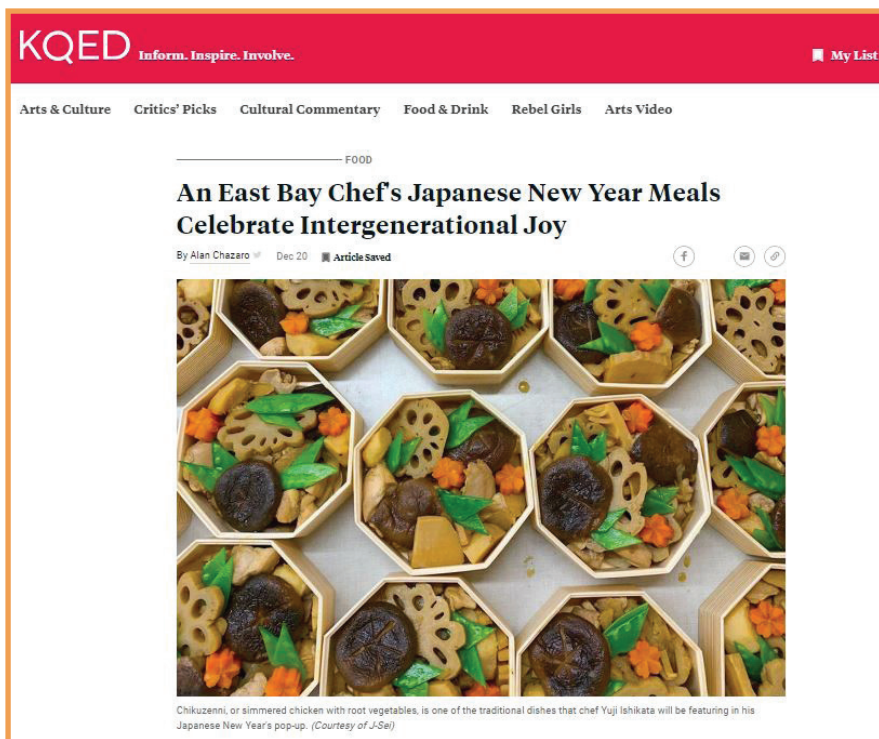 KQED Inform. Inspire. Involve.
My List
Arts & Culture Critics' Picks Cultural Commentary Food & Drink Rebel Girls Arts Video
FOOD
An East Bay Chef's Japanese New Year Meals
Celebrate Intergenerational Joy
By Alan Chazaro Dec 20 Article Saved
Chikuzenni, or simmered chicken with root vegetables, is one of the traditional dishes that chef Yuji Ishikata will be featuring in his
Japanese New Year's pop-up. (Courtesy of J-Sei)